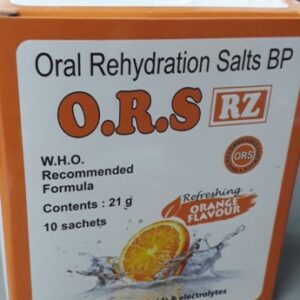 Oral Rehydration Salts BP
O.R.S RZ
ORS
W.H.O.
Recommended
Formula
Contents : 21 g
10 sachets
Refreshing
ORANGE
FLAVOUR
& electrolytes